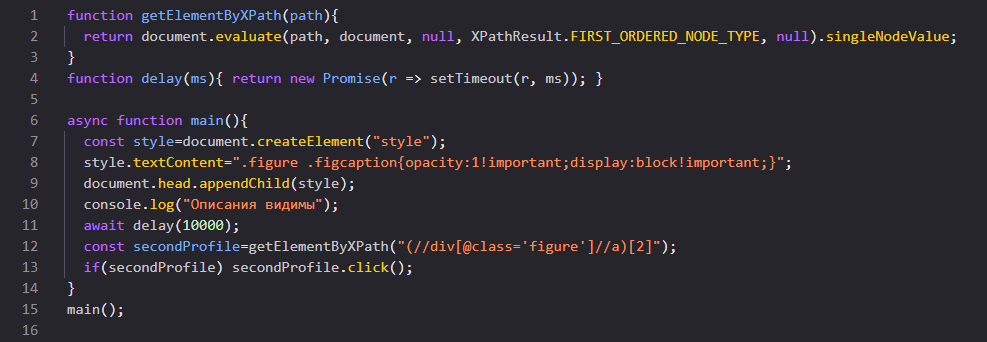 1 function getElementByXPath(path){
2   return document.evaluate(path, document, null, XPathResult.FIRST_ORDERED_NODE_TYPE, null).singleNodeValue;
3 }
4 function delay(ms){ return new Promise(r => setTimeout(r, ms)); }
5
6 async function main(){
7   const style=document.createElement("style");
8   style.textContent=".figure .figcaption{opacity:1!important;display:block!important;}";
9   document.head.appendChild(style);
10   console.log("Описания видимы");
11   await delay(10000);
12   const secondProfile=getElementByXPath("(//div[@class='figure']//a)[2]");
13   if(secondProfile) secondProfile.click();
14 }
15 main();
16